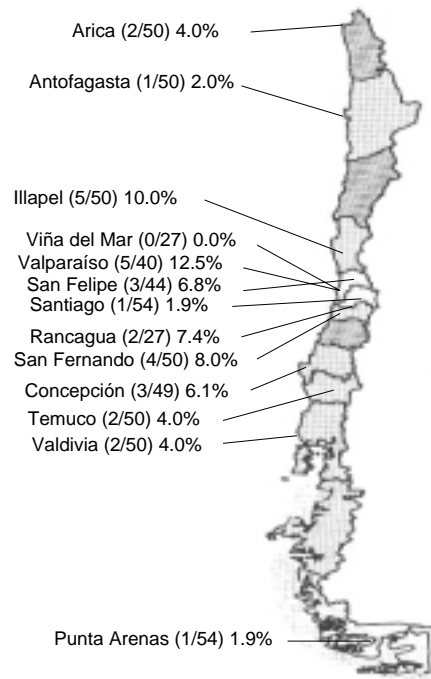 Arica (2/50) 4.0%
Antofagasta (1/50) 2.0%
Illapel (5/50) 10.0%
Viña del Mar (0/27) 0.0%
Valparaíso (5/40) 12.5%
San Felipe (3/44) 6.8%
Santiago (1/54) 1.9%
Rancagua (2/27) 7.4%
San Fernando (4/50) 8.0%
Concepción (3/49) 6.1%
Temuco (2/50) 4.0%
Valdivia (2/50) 4.0%
Punta Arenas (1/54) 1.9%